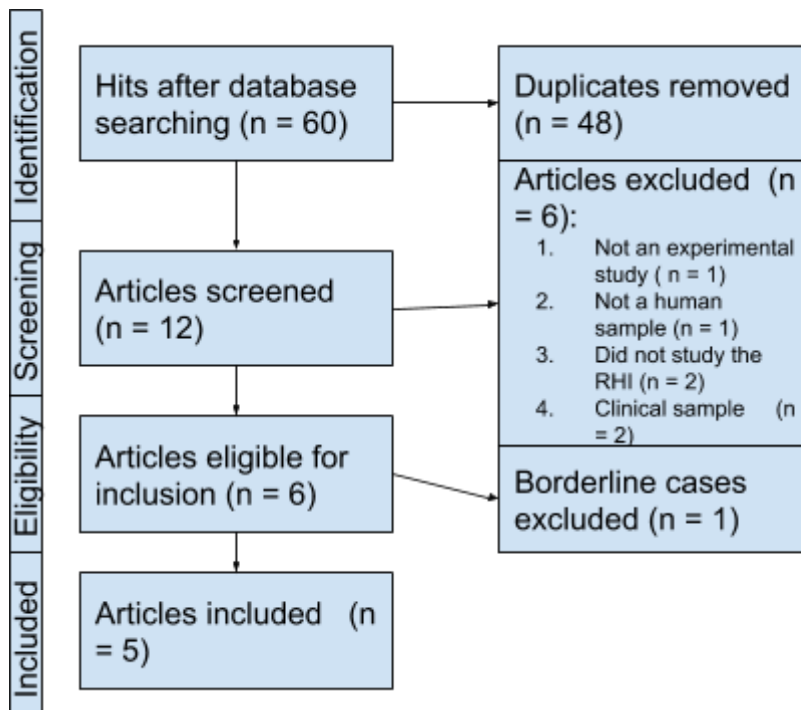 Identification
Hits after database
searching (n = 60)
Duplicates removed
(n = 48)
Screening
Articles screened
(n = 12)
Articles excluded (n
= 6):
1. Not an experimental
study ( n = 1)
2. Not a human
sample (n = 1)
3. Did not study the
RHI (n = 2)
4. Clinical sample (n
= 2)
Eligibility
Articles eligible for
inclusion (n = 6)
Borderline cases
excluded (n = 1)
Included
Articles included (n
= 5)